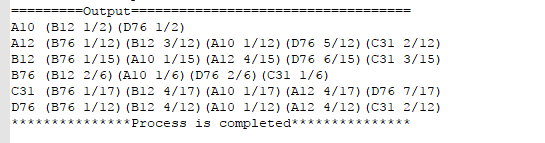 =========Output===================================
A10 (B12 1/2)(D76 1/2)
A12 (B76 1/12)(B12 3/12)(A10 1/12)(D76 5/12)(C31 2/12)
B12 (B76 1/15)(A10 1/15)(A12 4/15)(D76 6/15)(C31 3/15)
B76 (B12 2/6)(A10 1/6)(D76 2/6)(C31 1/6)
C31 (B76 1/17)(B12 4/17)(A10 1/17)(A12 4/17)(D76 7/17)
D76 (B76 1/12)(B12 4/12)(A10 1/12)(A12 4/12)(C31 2/12)
***************Process is completed***************